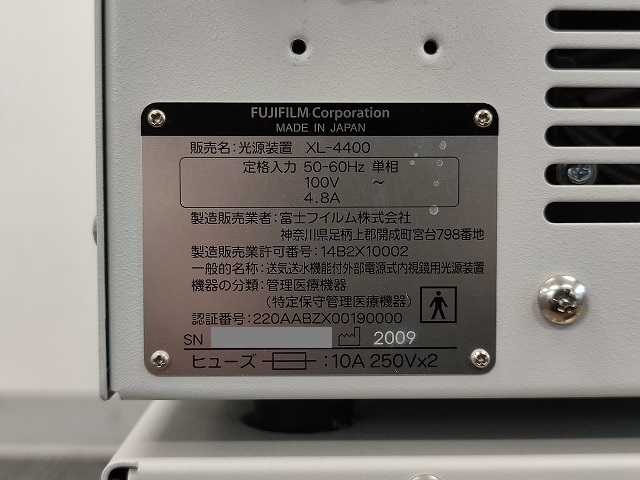 FUJIFILM Corporation
MADE IN JAPAN
販売名:光源装置 XL-4400
定格入力 50-60Hz 単相
100V ~
4.8A
製造販売業者:富士フイルム株式会社
神奈川県足柄上郡開成町宮台798番地
製造販売業許可番号:14B2X10002
一般的名称:送気送水機能付外部電源式内視鏡用光源装置
機器の分類:管理医療機器
(特定保守管理医療機器)
認証番号:220AABZX00190000
SN 2009
ヒューズ :10A 250V×2